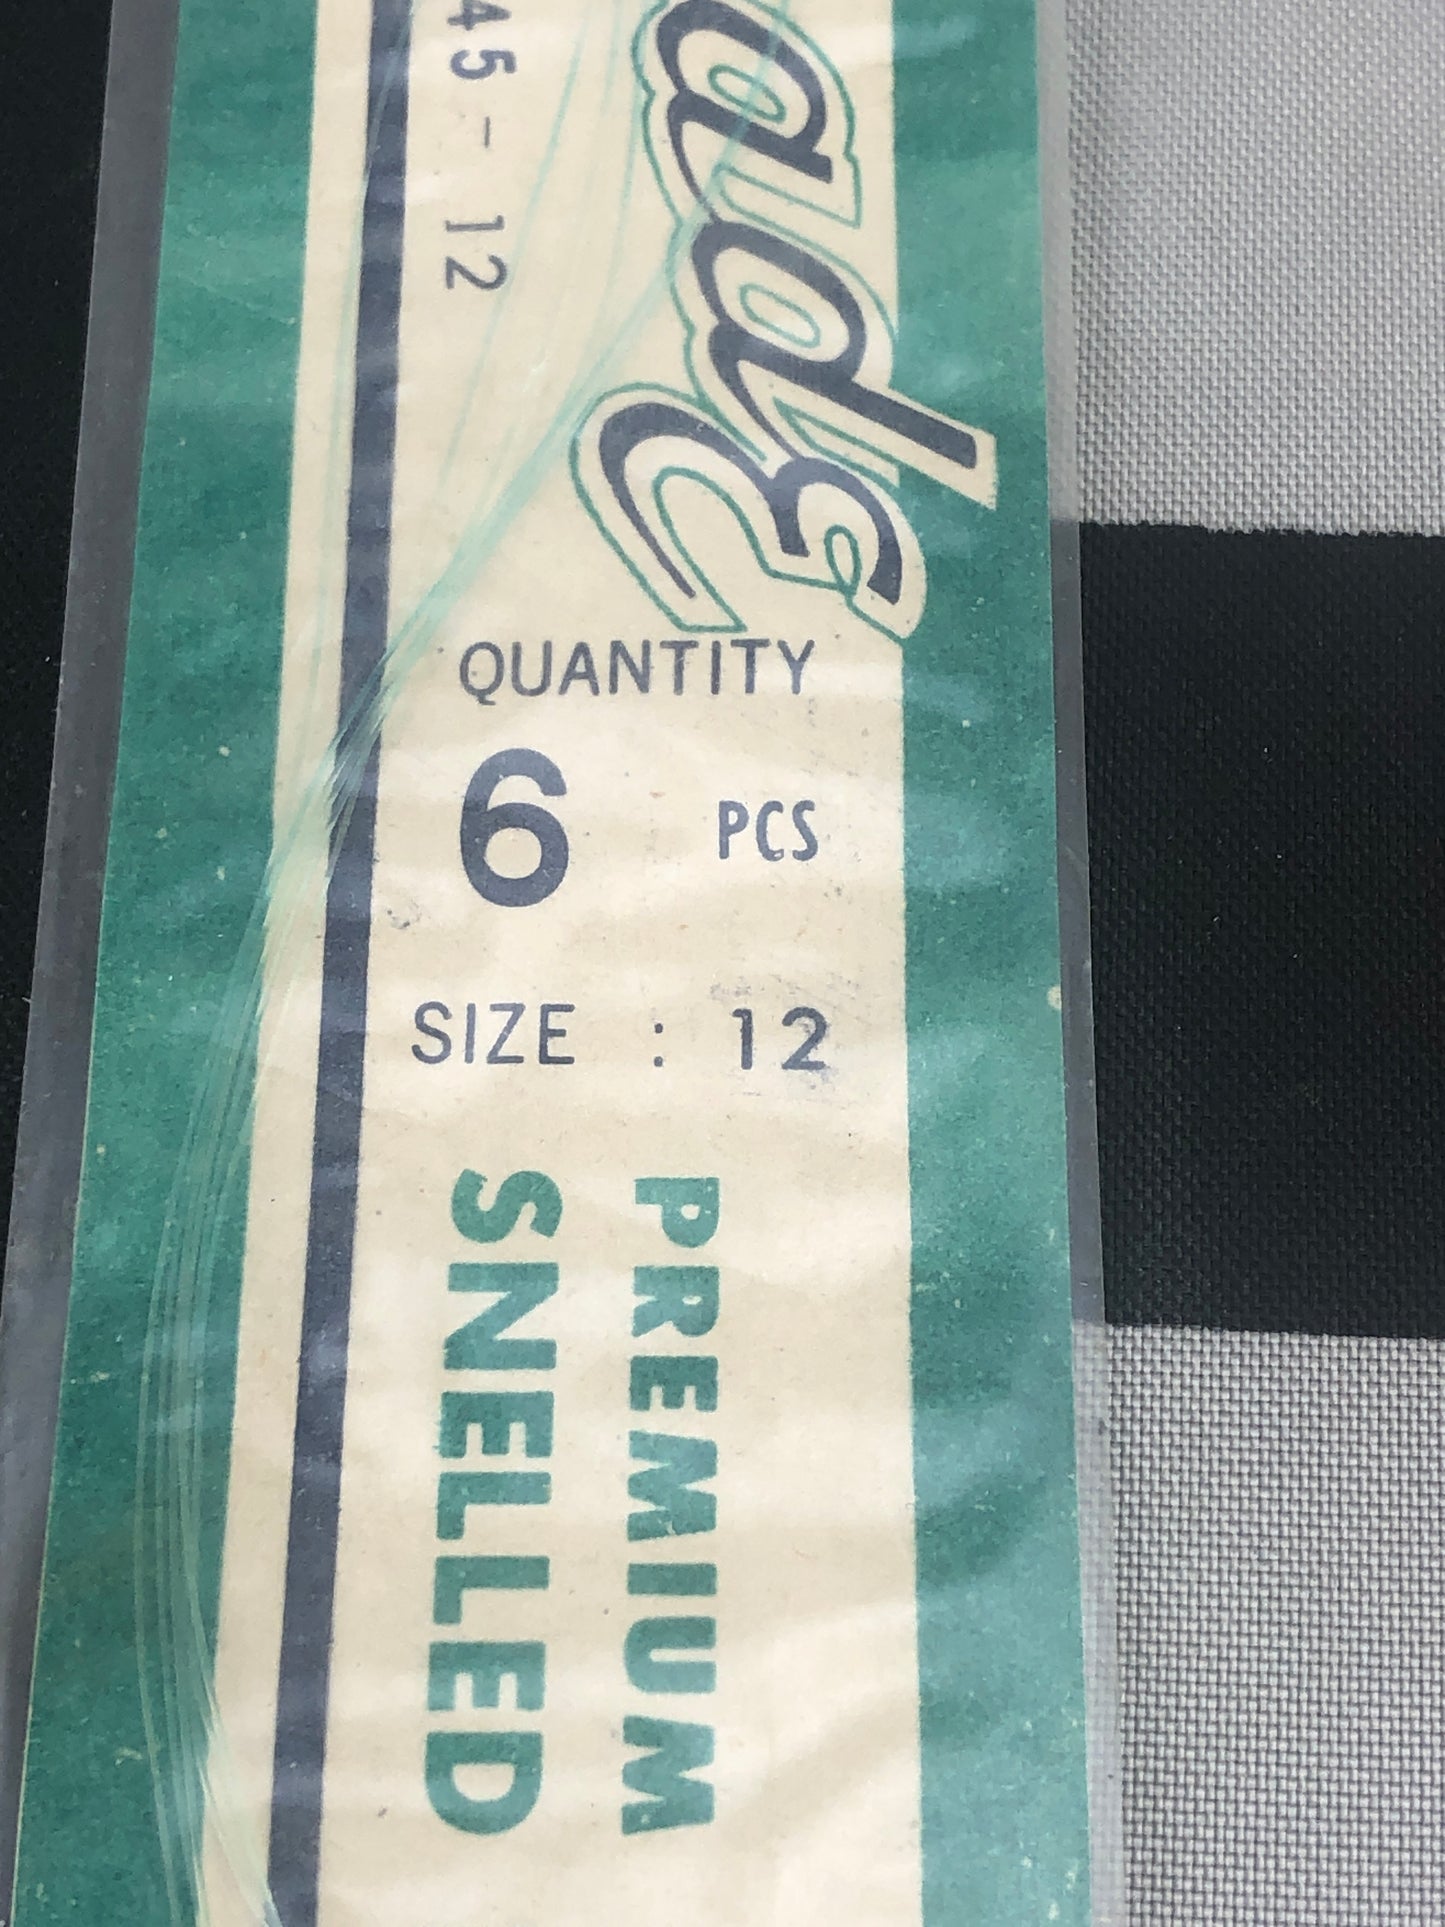 45 - 12
QUANTITY
6 PCS
SIZE : 12
PREMIUM
SNELLED